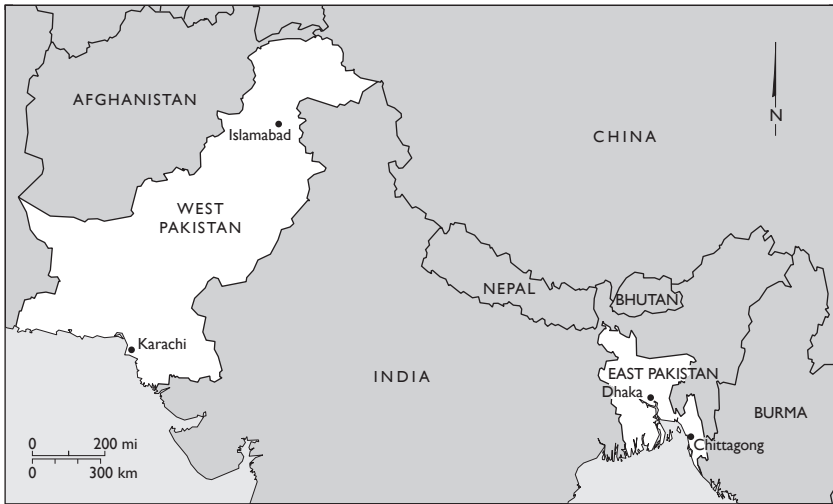 AFGHANISTAN
Islamabad
CHINA
N
WEST
PAKISTAN
NEPAL
BHUTAN
Karachi
INDIA
EAST PAKISTAN
Dhaka
BURMA
Chittagong
0 200 mi
0 300 km